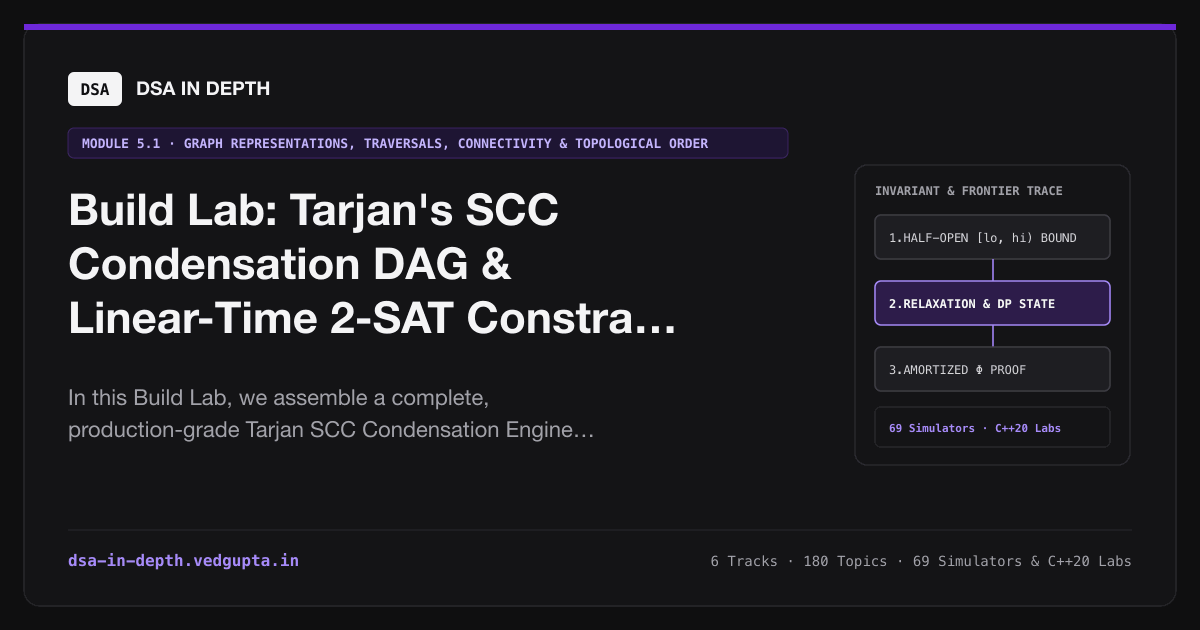 DSA
DSA IN DEPTH
MODULE 5.1 · GRAPH REPRESENTATIONS, TRAVERSALS, CONNECTIVITY & TOPOLOGICAL ORDER
Build Lab: Tarjan's SCC
Condensation DAG &
Linear-Time 2-SAT Constra…
In this Build Lab, we assemble a complete,
production-grade Tarjan SCC Condensation Engine…
INVARIANT & FRONTIER TRACE
1.HALF-OPEN [lo, hi) BOUND
2.RELAXATION & DP STATE
3.AMORTIZED Φ PROOF
69 Simulators · C++20 Labs
dsa-in-depth.vedgupta.in
6 Tracks · 180 Topics · 69 Simulators & C++20 Labs